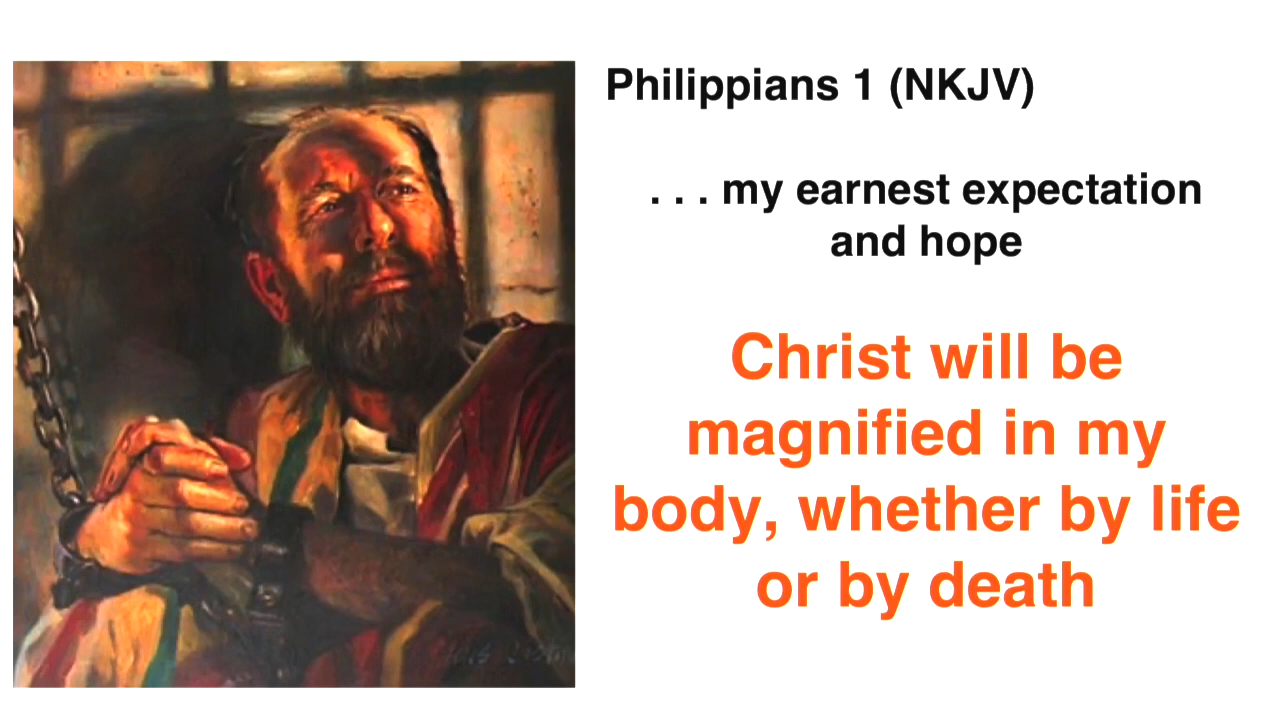 Philippians 1 (NKJV)
. . . my earnest expectation
and hope
Christ will be
magnified in my
body, whether by life
or by death